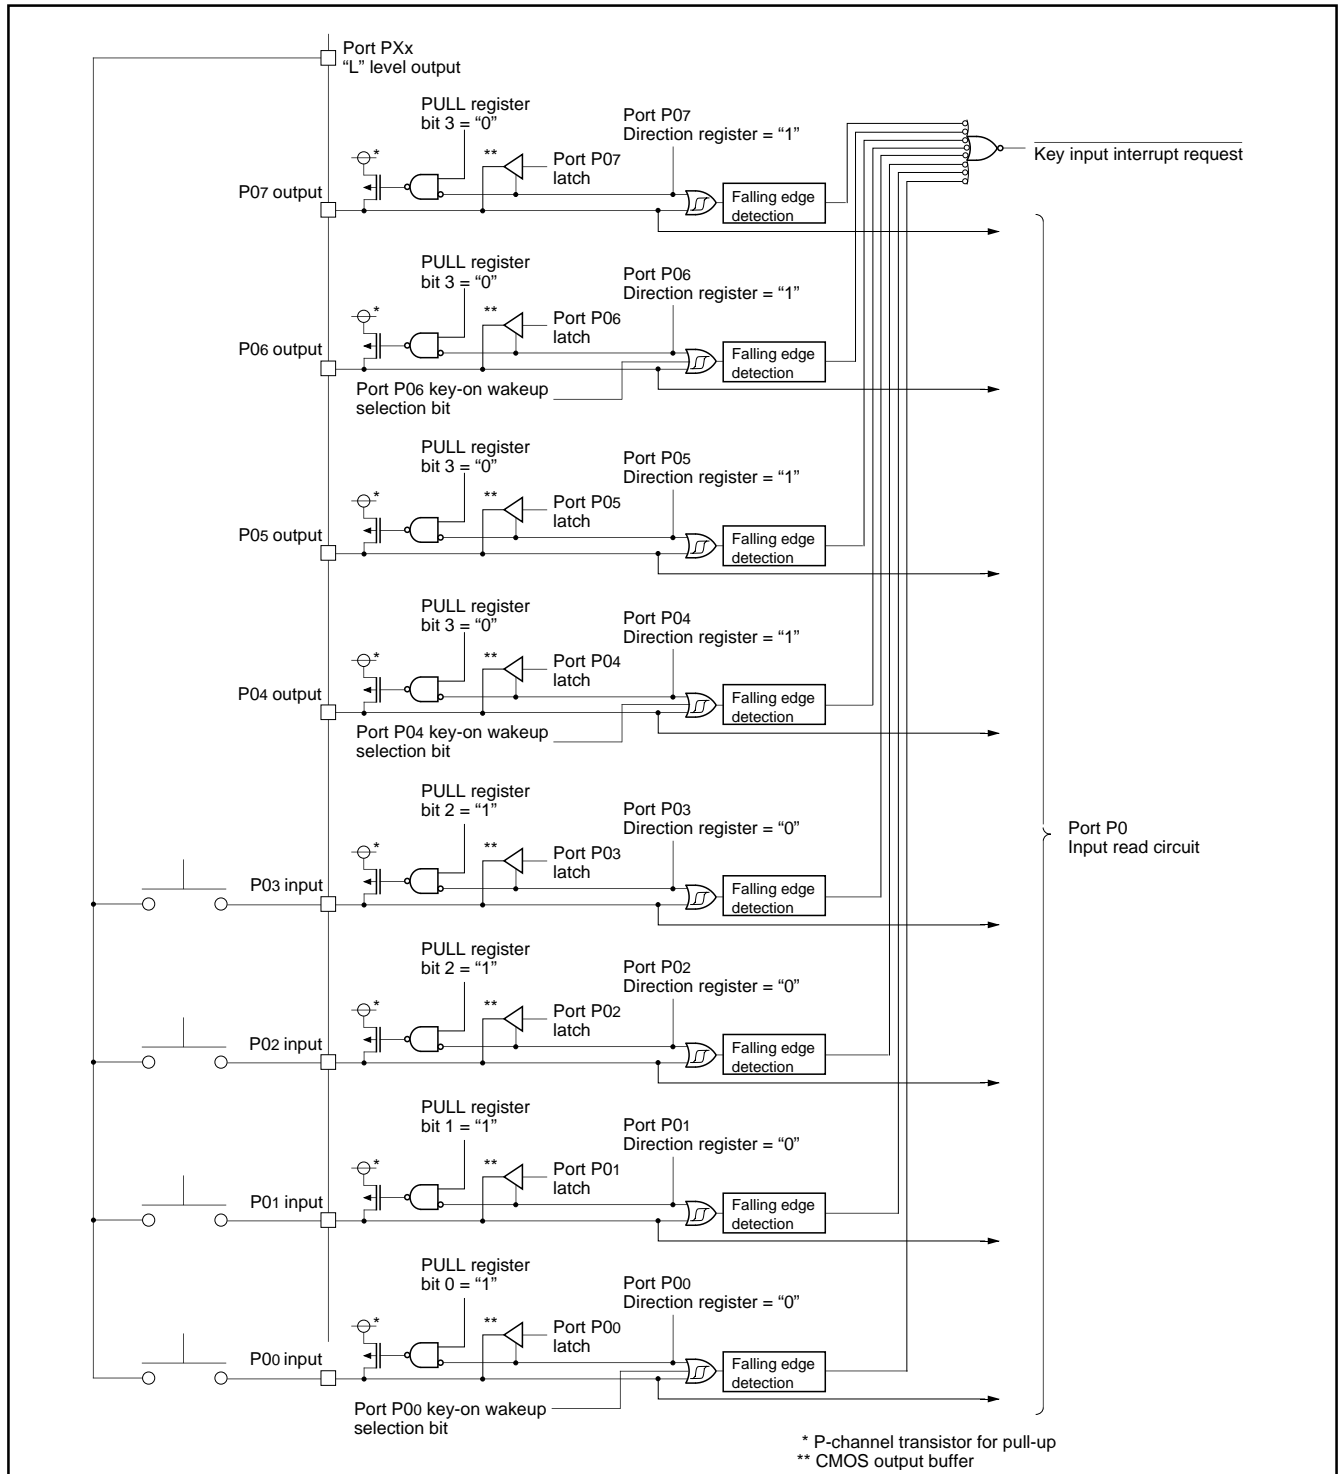 Port PXx
“L” level output
PULL register
bit 3 = “0”
Port P07
Direction register = “1”
*
**
Port P07
latch
P07 output
Falling edge
detection
Key input interrupt request
PULL register
bit 3 = “0”
Port P06
Direction register = “1”
*
**
Port P06
latch
P06 output
Falling edge
detection
Port P06 key-on wakeup
selection bit
PULL register
bit 3 = “0”
Port P05
Direction register = “1”
*
**
Port P05
latch
P05 output
Falling edge
detection
PULL register
bit 3 = “0”
Port P04
Direction register = “1”
*
**
Port P04
latch
P04 output
Falling edge
detection
Port P04 key-on wakeup
selection bit
PULL register
bit 2 = “1”
Port P03
Direction register = “0”
*
**
Port P03
latch
P03 input
Falling edge
detection
Port P0
Input read circuit
PULL register
bit 2 = “1”
Port P02
Direction register = “0”
*
**
Port P02
latch
P02 input
Falling edge
detection
PULL register
bit 1 = “1”
Port P01
Direction register = “0”
*
**
Port P01
latch
P01 input
Falling edge
detection
PULL register
bit 0 = “1”
Port P00
Direction register = “0”
*
**
Port P00
latch
P00 input
Falling edge
detection
Port P00 key-on wakeup
selection bit
* P-channel transistor for pull-up
** CMOS output buffer